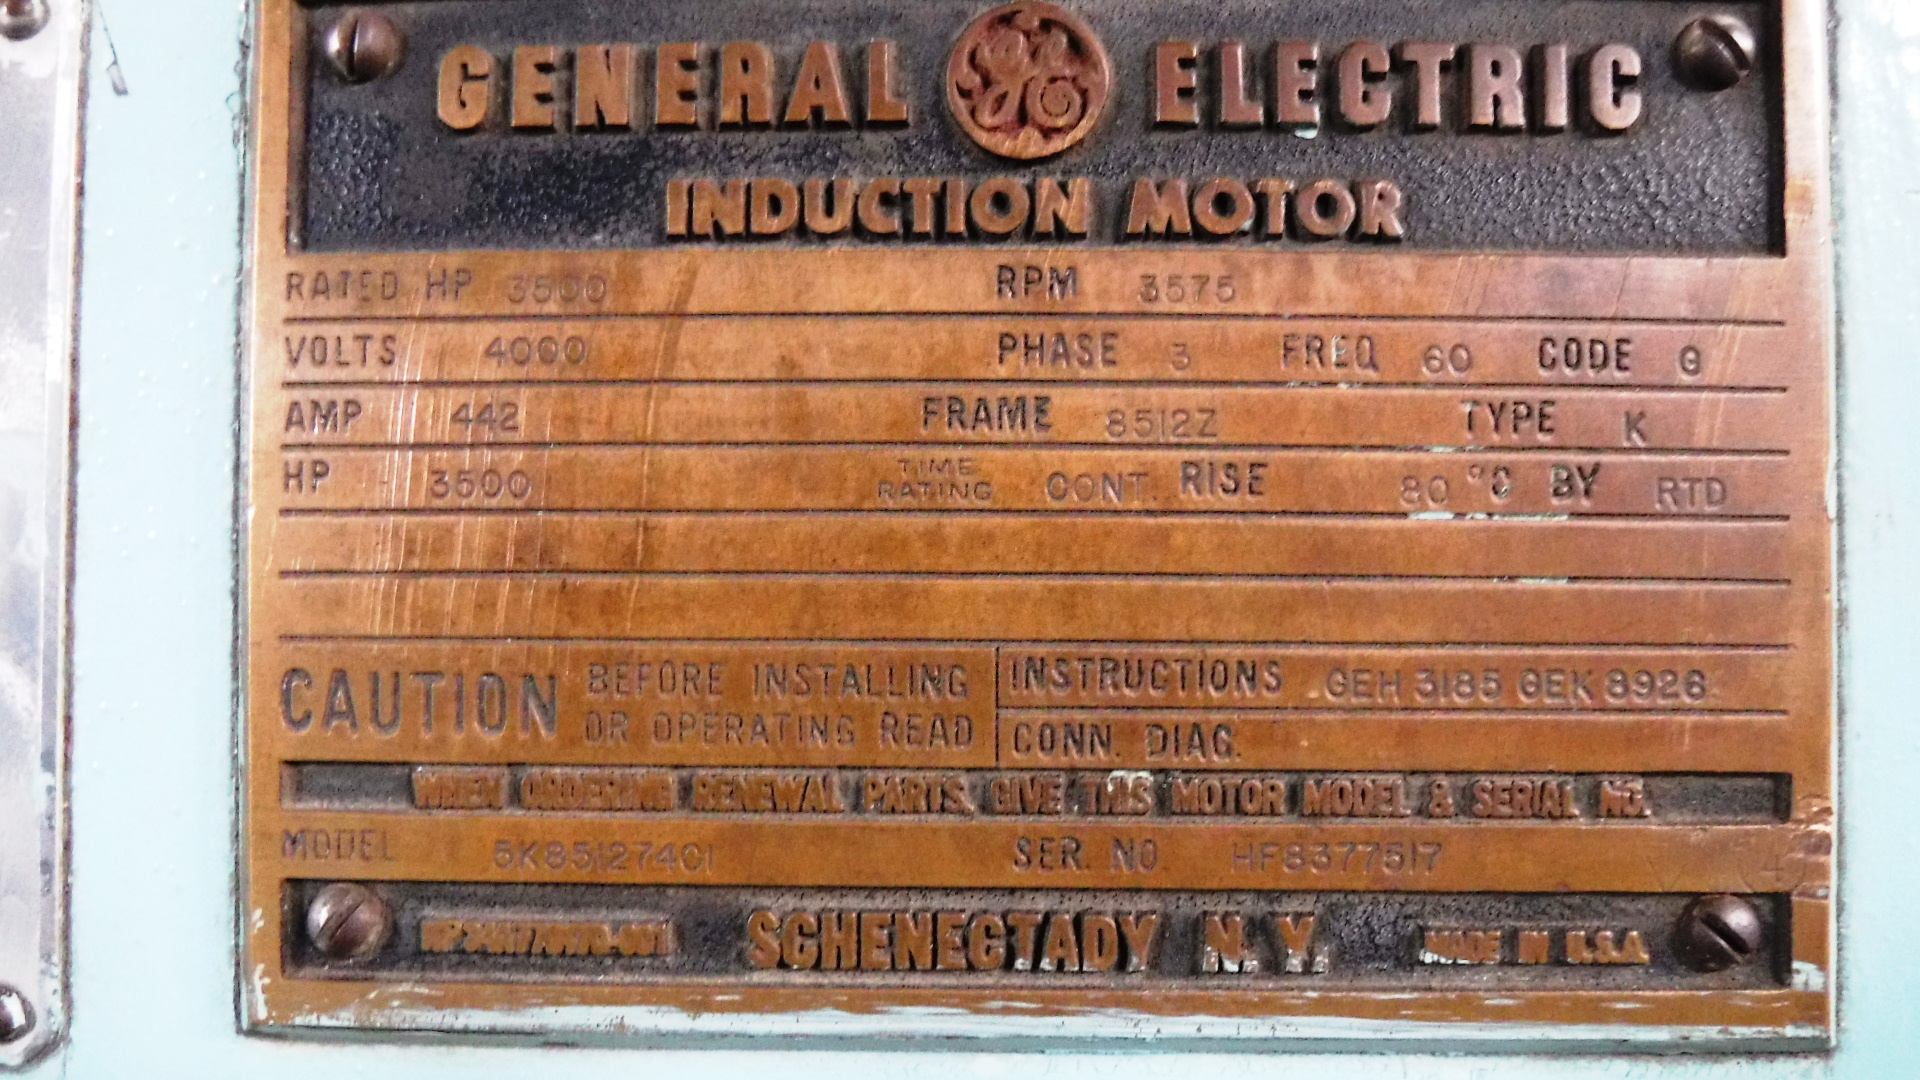 GENERAL GE ELECTRIC
INDUCTION MOTOR
RATED HP 3500 RPM 3575
VOLTS 4000 PHASE 3 FREQ 60 CODE G
AMP 442 FRAME 8512Z TYPE K
HP 3500 TIME RATING CONT. RISE 80 °C BY RTD
CAUTION BEFORE INSTALLING OR OPERATING READ
INSTRUCTIONS GEH 3185 GEK 8926
CONN. DIAG.
WHEN ORDERING RENEWAL PARTS, GIVE THIS MOTOR MODEL & SERIAL NO.
MODEL 5K85127401 SER. NO. HF8377517
SCHENECTADY N. Y. MADE IN U.S.A.